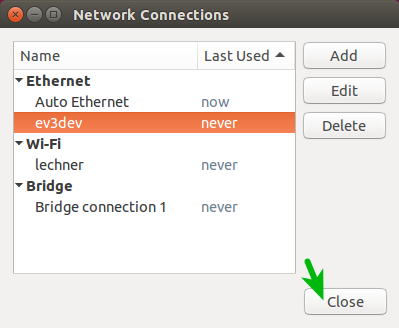 Network Connections
Name Last Used Add
Ethernet
Auto Ethernet now Edit
ev3dev never Delete
Wi-Fi
lechner never
Bridge
Bridge connection 1 never
Close